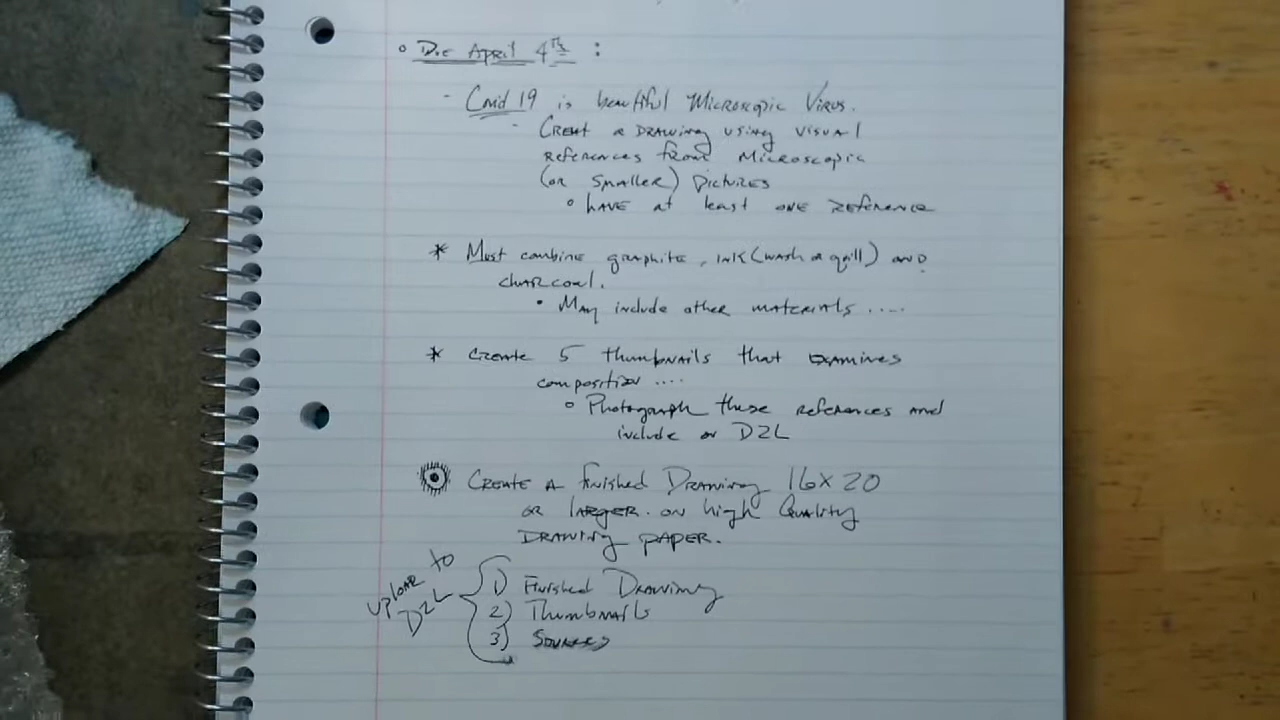 ○ Due April 4th :
- Covid 19 is beautiful Microscopic Virus.
- Creat a Drawing using visual
References from Microscopic
(or smaller) Pictures
○ have at least one reference
* Must combine graphite, ink (wash or quill) and
charcoal.
• May include other materials ....
* Create 5 thumbnails that examines
composition ....
○ Photograph these references and
include on D2L
Create a finished Drawing 16x20
or larger. on high Quality
Drawing paper.
upload to
D2L
1) Finished Drawing
2) Thumbnails
3) Sources